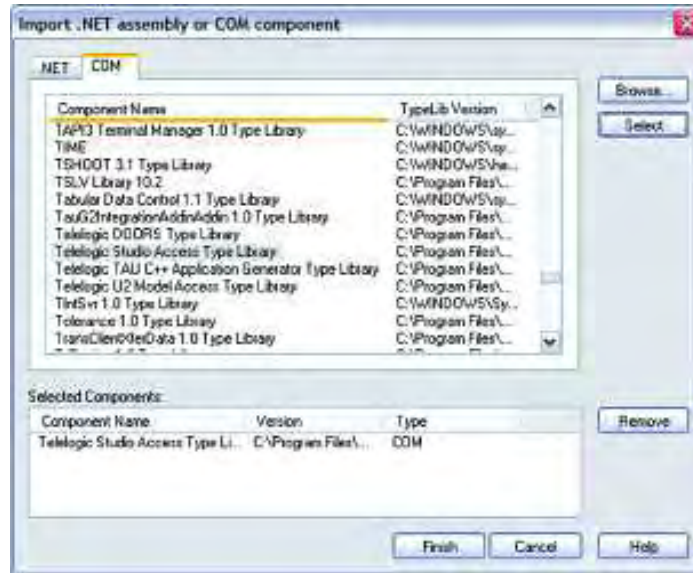 Import .NET assembly or COM component
NET COM
Browse...
Component Name TypeLib Version
Select
TAPI3 Terminal Manager 1.0 Type Library C:\WINDOWS\sy...
TIME C:\WINDOWS\sy...
TSHOOT 3.1 Type Library C:\WINDOWS\he...
TSLV Library 10.2 C:\Program Files\...
Tabular Data Control 1.1 Type Library C:\WINDOWS\sy...
TauG2IntegrationAddinAddin 1.0 Type Library C:\Program Files\...
Telelogic DOORS Type Library C:\Program Files\...
Telelogic Studio Access Type Library C:\Program Files\...
Telelogic TAU C++ Application Generator Type Library C:\Program Files\...
Telelogic U2 Model Access Type Library C:\Program Files\...
TlntSvr 1.0 Type Library C:\WINDOWS\Sy...
Tolerance 1.0 Type Library C:\Program Files\...
TransClientXferData 1.0 Type Library C:\Program Files\...
Selected Components:
Component Name Version Type
Remove
Telelogic Studio Access Type Li... C:\Program Files\... COM
Finish Cancel Help